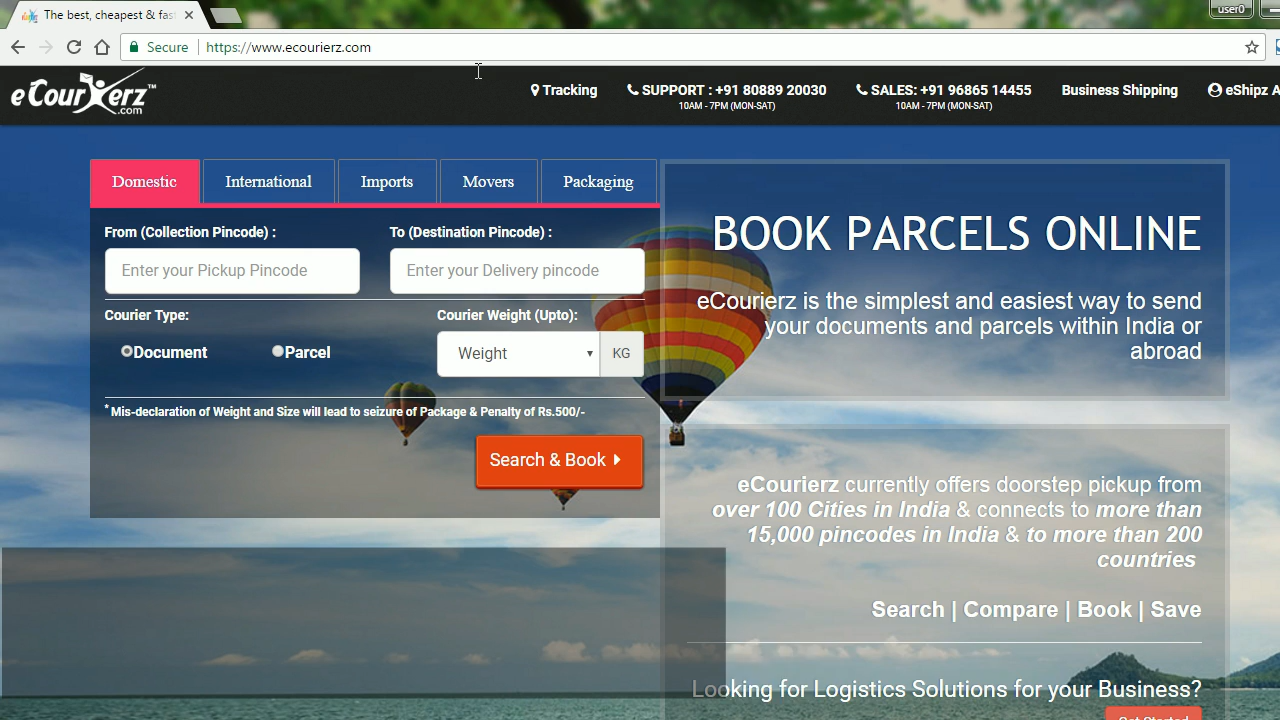 The best, cheapest & fas
user0
Secure
https://www.ecourierz.com
eCourierz™
.com
Tracking
SUPPORT : +91 80889 20030
10AM - 7PM (MON-SAT)
SALES: +91 96865 14455
10AM - 7PM (MON-SAT)
Business Shipping
eShipz A
Domestic
International
Imports
Movers
Packaging
From (Collection Pincode) :
To (Destination Pincode) :
Enter your Pickup Pincode
Enter your Delivery pincode
Courier Type:
Courier Weight (Upto):
Document
Parcel
Weight
KG
* Mis-declaration of Weight and Size will lead to seizure of Package & Penalty of Rs.500/-
Search & Book
BOOK PARCELS ONLINE
eCourierz is the simplest and easiest way to send
your documents and parcels within India or
abroad
eCourierz currently offers doorstep pickup from
over 100 Cities in India & connects to more than
15,000 pincodes in India & to more than 200
countries
Search | Compare | Book | Save
Looking for Logistics Solutions for your Business?
Get Started